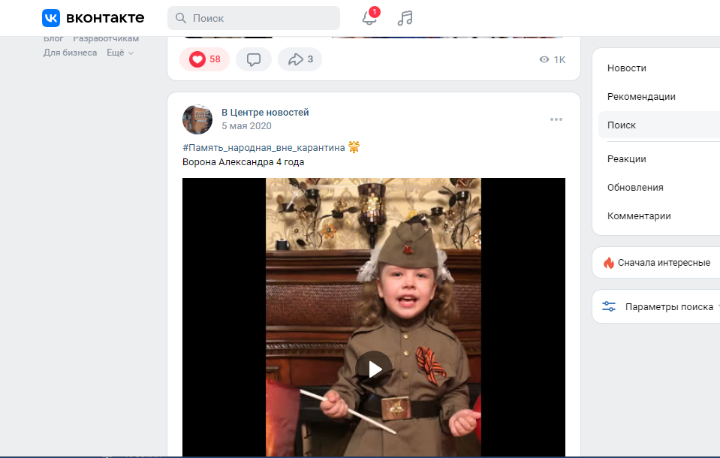 вконтакте
Поиск
1
Блог Разработчикам
Для бизнеса Ещё
58
3
1K
В Центре новостей
5 мая 2020
#Память_народная_вне_карантина
Ворона Александра 4 года
Новости
Рекомендации
Поиск
Реакции
Обновления
Комментарии
Сначала интересные
Параметры поиска